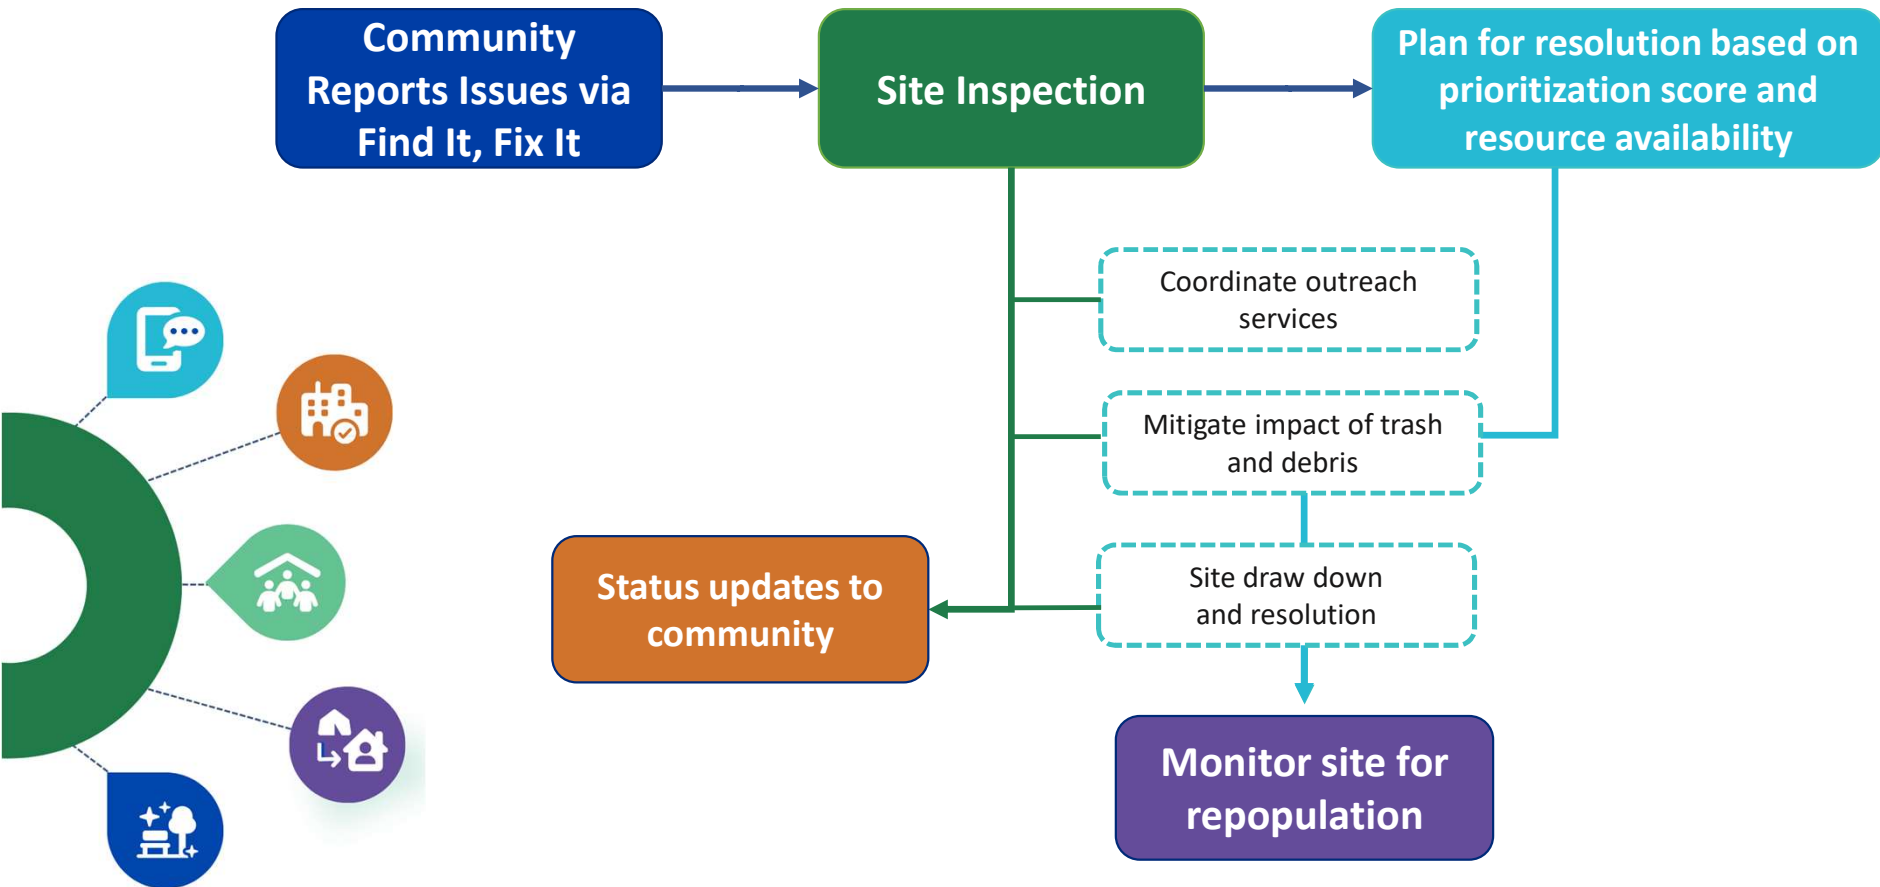 Community
Reports Issues via
Find It, Fix It
Site Inspection
Plan for resolution based on
prioritization score and
resource availability
Coordinate outreach
services
Mitigate impact of trash
and debris
Site draw down
and resolution
Status updates to
community
Monitor site for
repopulation